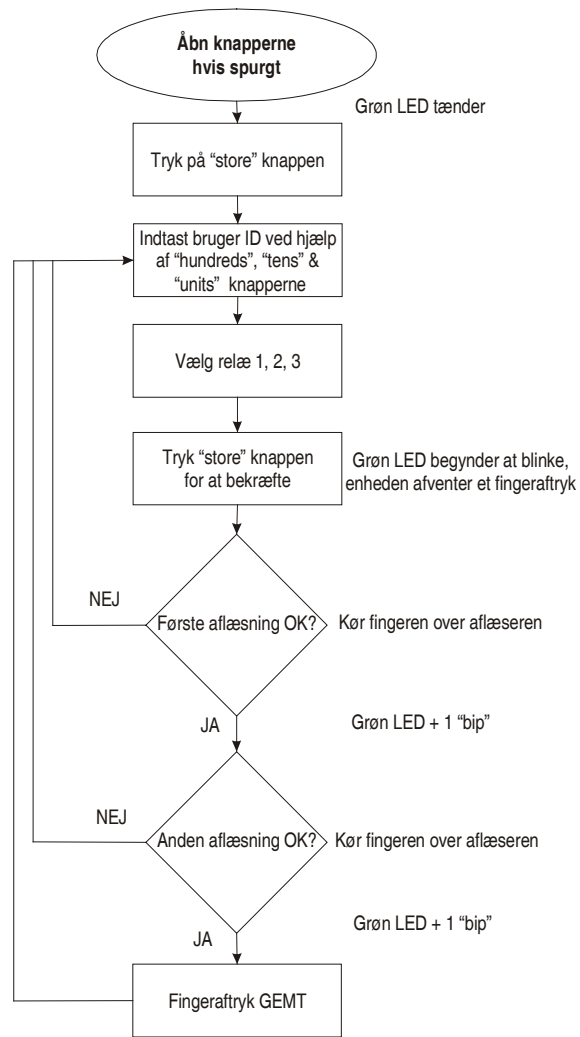 Åbn knapperne
hvis spurgt
Grøn LED tænder
Tryk på “store” knappen
Indtast bruger ID ved hjælp
af “hundreds”, “tens” &
“units” knapperne
Vælg relæ 1, 2, 3
Tryk “store” knappen
for at bekræfte
Grøn LED begynder at blinke,
enheden afventer et fingeraftryk
NEJ
Første aflæsning OK?
Kør fingeren over aflæseren
JA
Grøn LED + 1 “bip”
NEJ
Anden aflæsning OK?
Kør fingeren over aflæseren
JA
Grøn LED + 1 “bip”
Fingeraftryk GEMT